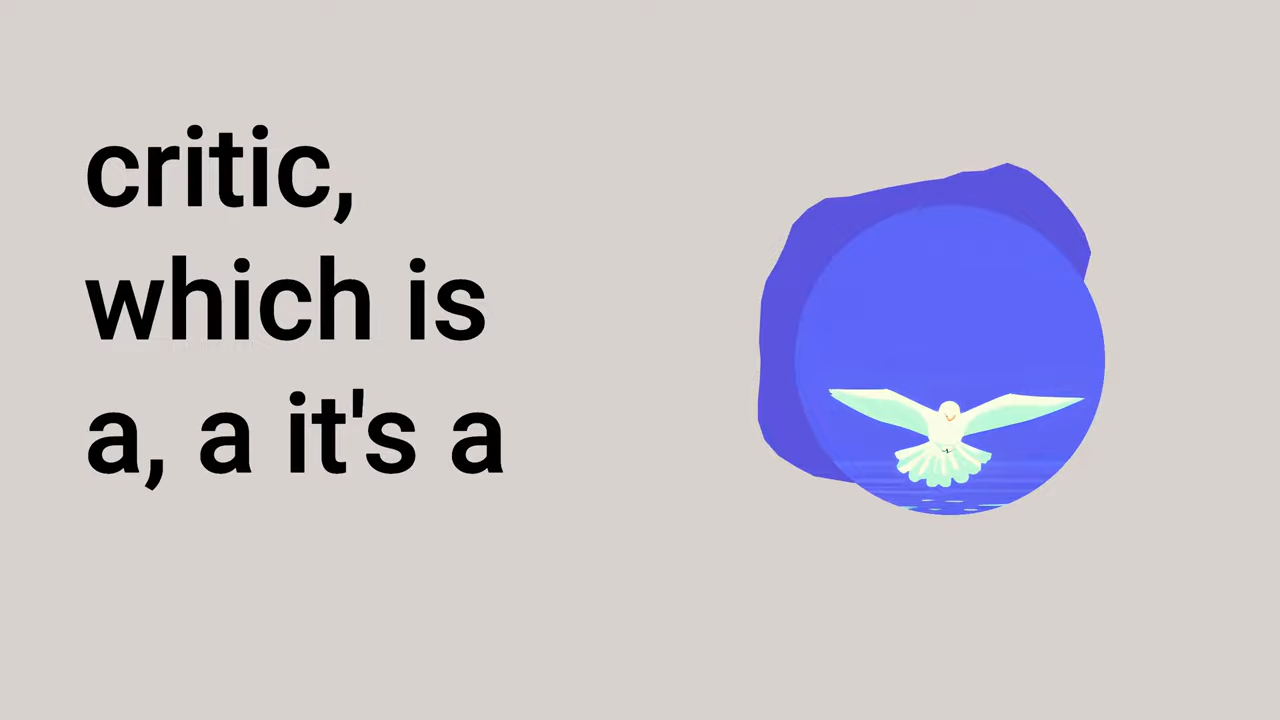 critic,
which is
a, a it's a